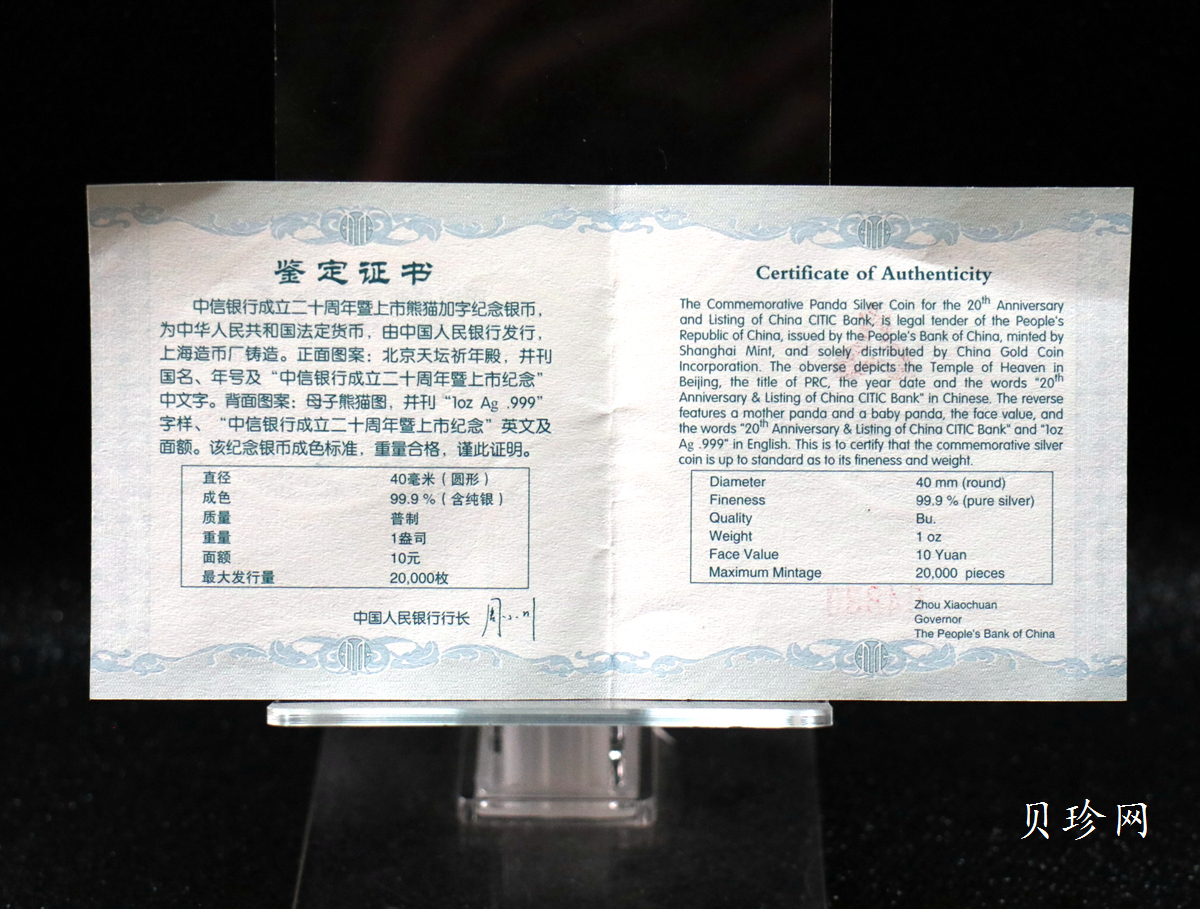 鉴定证书
中信银行成立二十周年暨上市熊猫加字纪念银币，
为中华人民共和国法定货币，由中国人民银行发行，
上海造币厂铸造。正面图案：北京天坛祈年殿，并刊
国名、年号及“中信银行成立二十周年暨上市纪念”
中文字。背面图案：母子熊猫图，并刊“1oz Ag .999”
字样、“中信银行成立二十周年暨上市纪念”英文及
面额。该纪念银币成色标准，重量合格，谨此证明。
直径 40毫米（圆形）
成色 99.9 %（含纯银）
质量 普制
重量 1盎司
面额 10元
最大发行量 20,000枚
中国人民银行行长 周小川
Certificate of Authenticity
The Commemorative Panda Silver Coin for the 20th Anniversary
and Listing of China CITIC Bank, is legal tender of the People's
Republic of China, issued by the People's Bank of China, minted by
Shanghai Mint, and solely distributed by China Gold Coin
Incorporation. The obverse depicts the Temple of Heaven in
Beijing, the title of PRC, the year date and the words "20th
Anniversary & Listing of China CITIC Bank" in Chinese. The reverse
features a mother panda and a baby panda, the face value, and
the words "20th Anniversary & Listing of China CITIC Bank" and "1oz
Ag .999" in English. This is to certify that the commemorative silver
coin is up to standard as to its fineness and weight.
Diameter 40 mm (round)
Fineness 99.9 % (pure silver)
Quality Bu.
Weight 1 oz
Face Value 10 Yuan
Maximum Mintage 20,000 pieces
Zhou Xiaochuan
Governor
The People's Bank of China
贝珍网